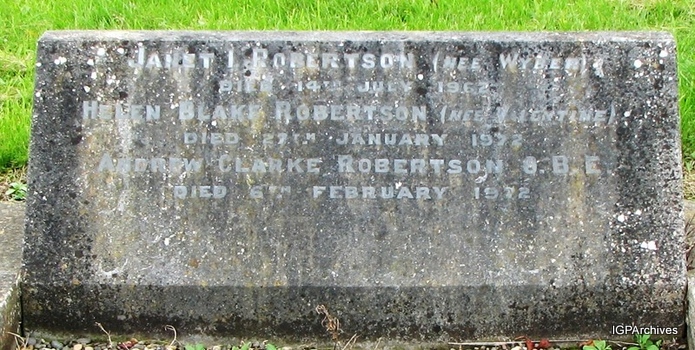 JANET I. ROBERTSON (NEE WYBER)
DIED 14TH JULY 1962
HELEN BLAKE ROBERTSON (NEE VALENTINE)
DIED 27TH JANUARY
ANDREW CLARKE ROBERTSON O.B.E.
DIED 6TH FEBRUARY 1972
IGPArchives